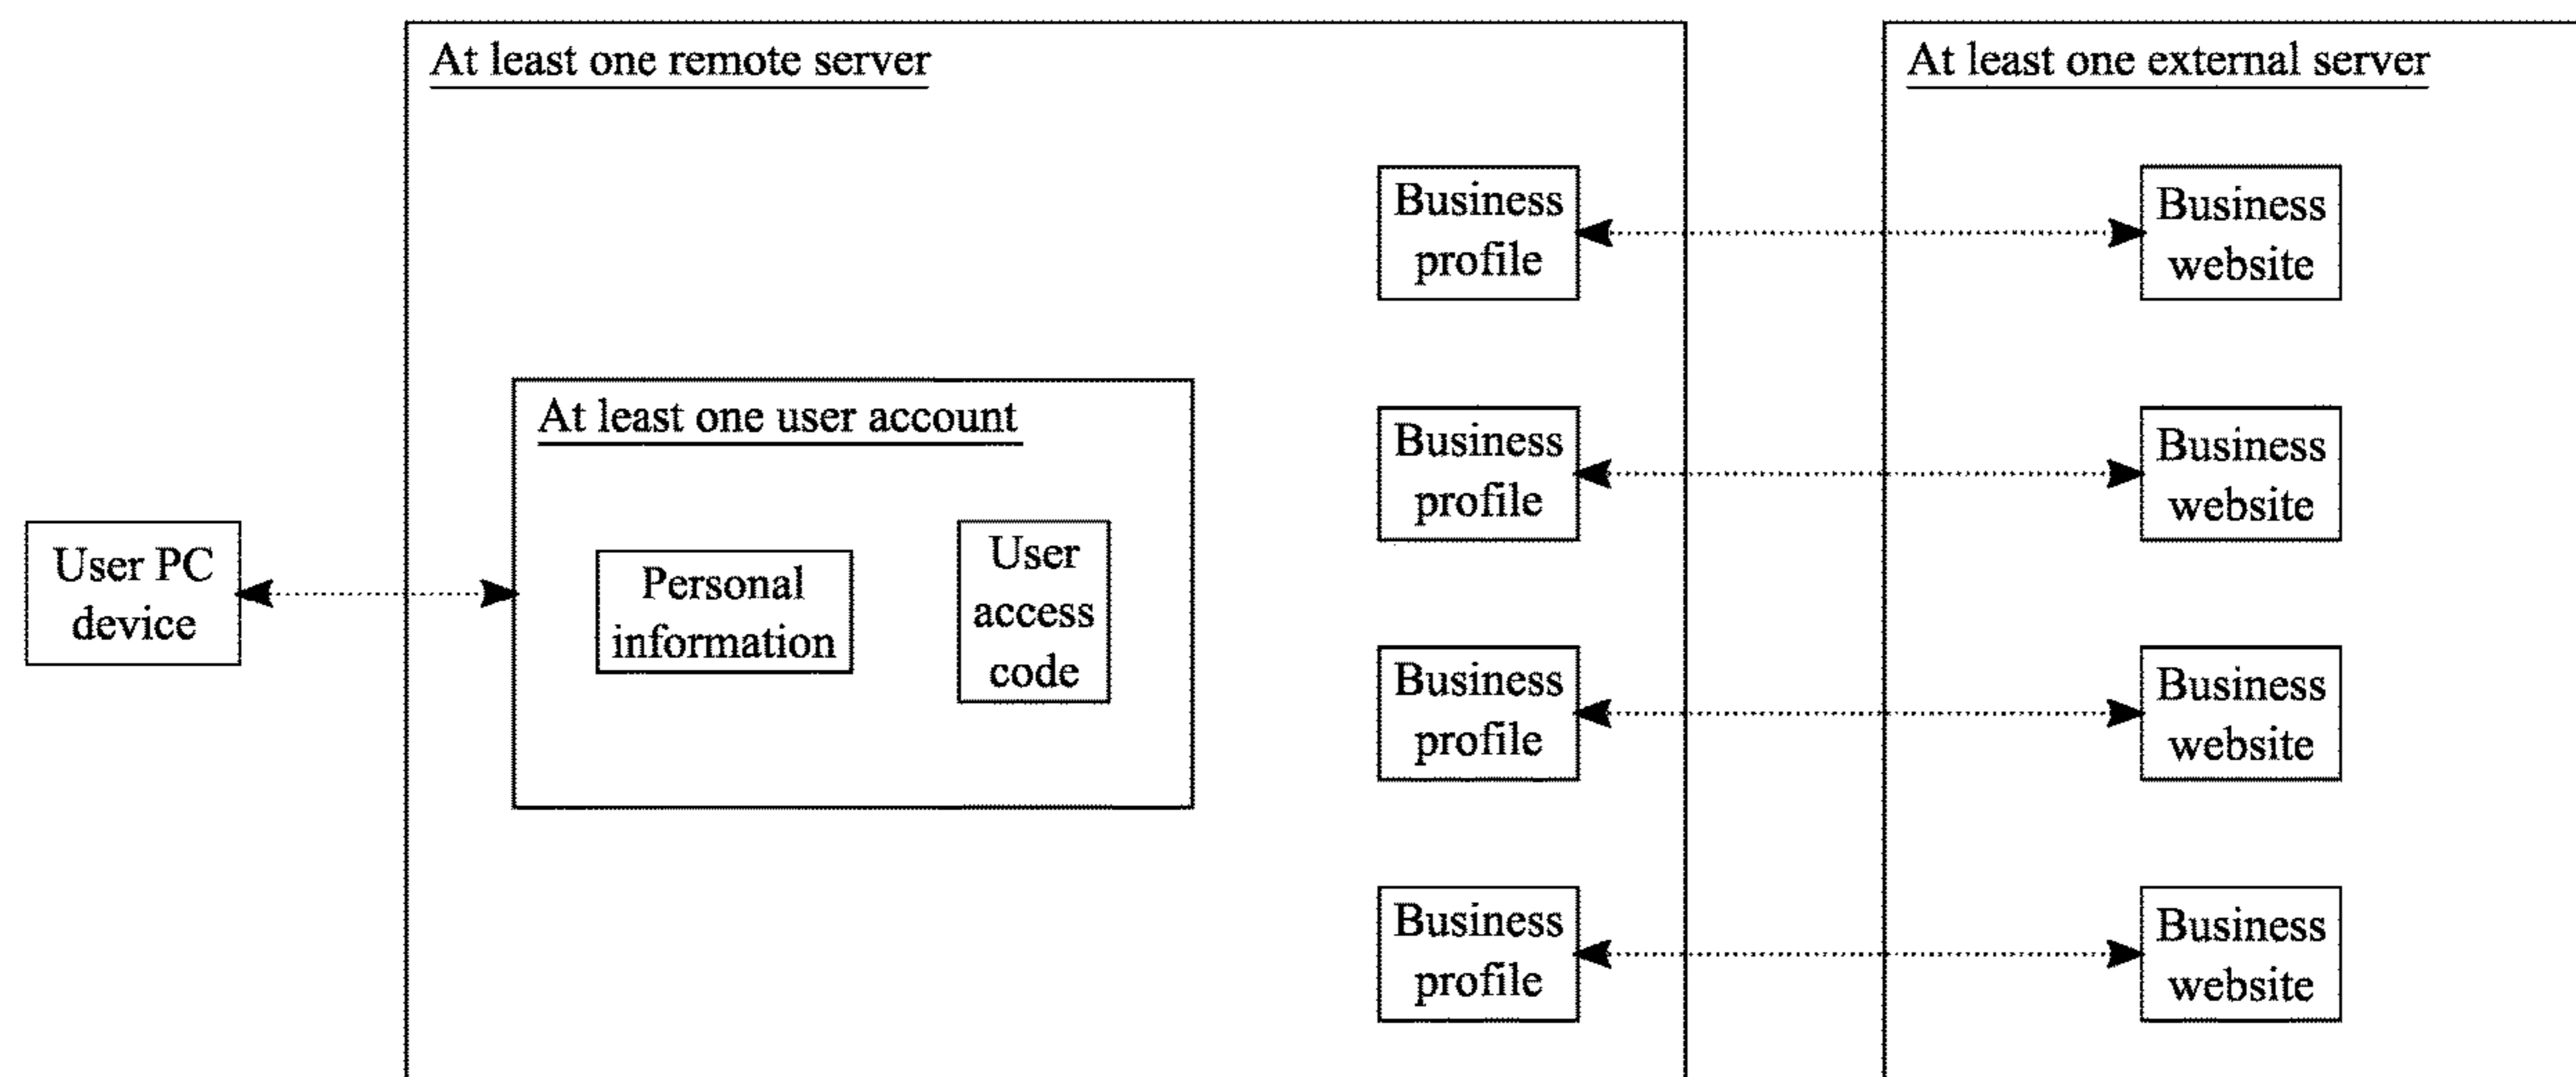 At least one remote server
At least one external server
Business
profile
Business
website
At least one user account
Business
profile
Business
website
User PC
device
Personal
information
User
access
code
Business
profile
Business
website
Business
profile
Business
website